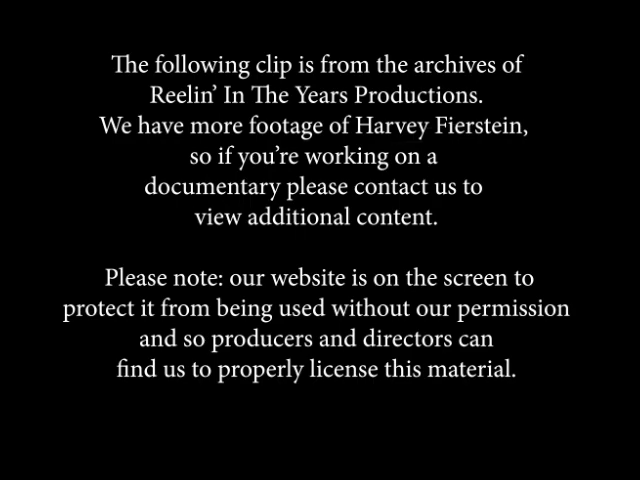 The following clip is from the archives of
Reelin’ In The Years Productions.
We have more footage of Harvey Fierstein,
so if you’re working on a
documentary please contact us to
view additional content.
Please note: our website is on the screen to
protect it from being used without our permission
and so producers and directors can
find us to properly license this material.